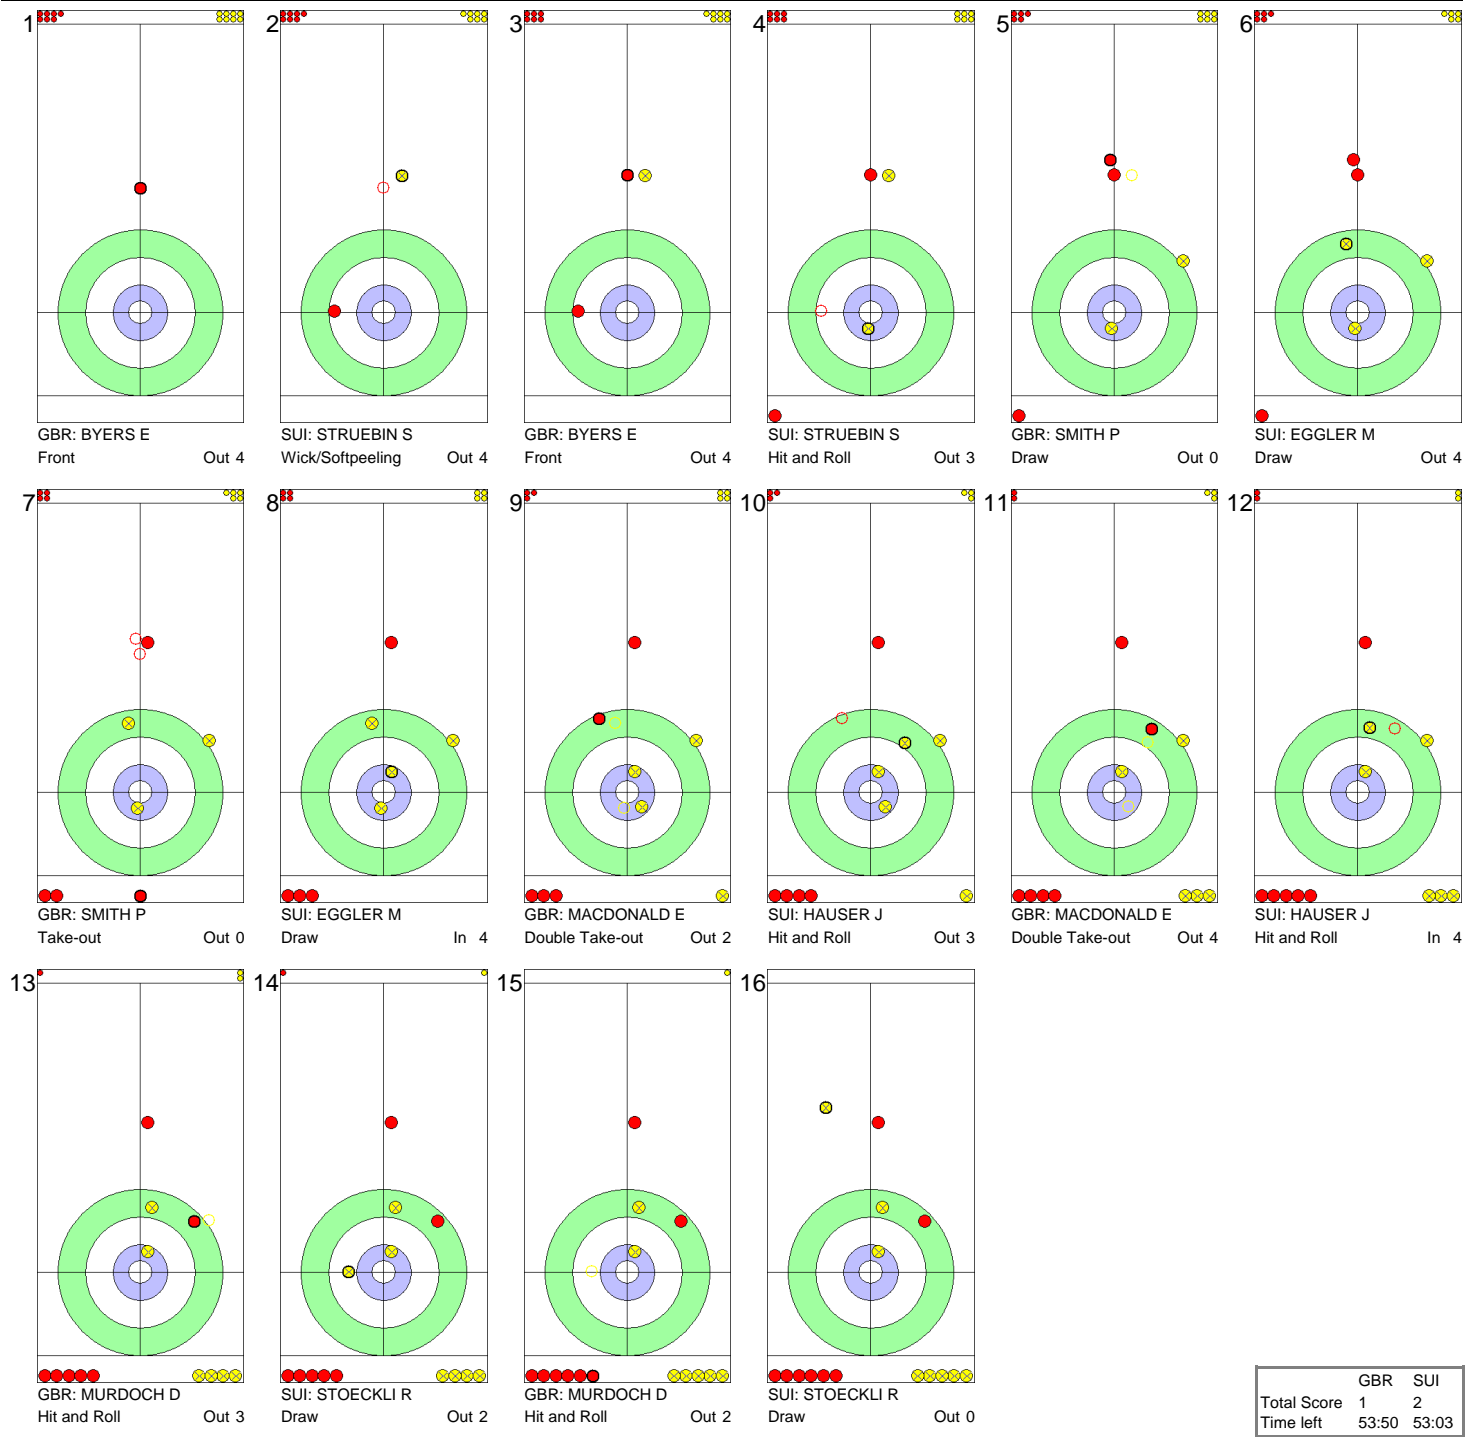 1
2
3
4
5
6
GBR: BYERS E
Front Out 4
SUI: STRUEBIN S
Wick/Softpeeling Out 4
GBR: BYERS E
Front Out 4
SUI: STRUEBIN S
Hit and Roll Out 3
GBR: SMITH P
Draw Out 0
SUI: EGGLER M
Draw Out 4
7
8
9
10
11
12
GBR: SMITH P
Take-out Out 0
SUI: EGGLER M
Draw In 4
GBR: MACDONALD E
Double Take-out Out 2
SUI: HAUSER J
Hit and Roll Out 3
GBR: MACDONALD E
Double Take-out Out 4
SUI: HAUSER J
Hit and Roll In 4
13
14
15
16
GBR: MURDOCH D
Hit and Roll Out 3
SUI: STOECKLI R
Draw Out 2
GBR: MURDOCH D
Hit and Roll Out 2
SUI: STOECKLI R
Draw Out 0
GBR SUI
Total Score 1 2
Time left 53:50 53:03